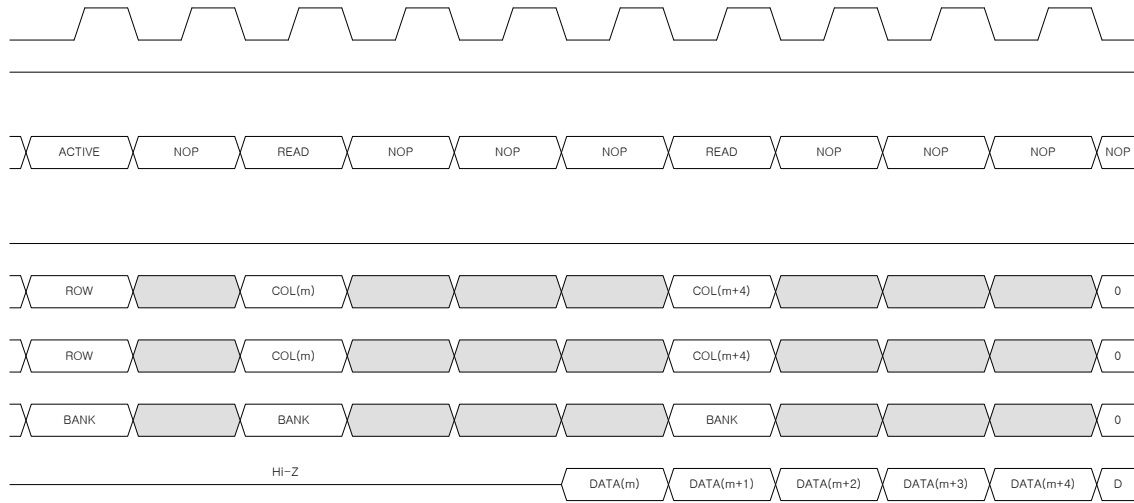 ACTIVE NOP READ NOP NOP NOP READ NOP NOP NOP NOP
ROW COL(m) COL(m+4) 0
ROW COL(m) COL(m+4) 0
BANK BANK BANK 0
Hi-Z DATA(m) DATA(m+1) DATA(m+2) DATA(m+3) DATA(m+4) D